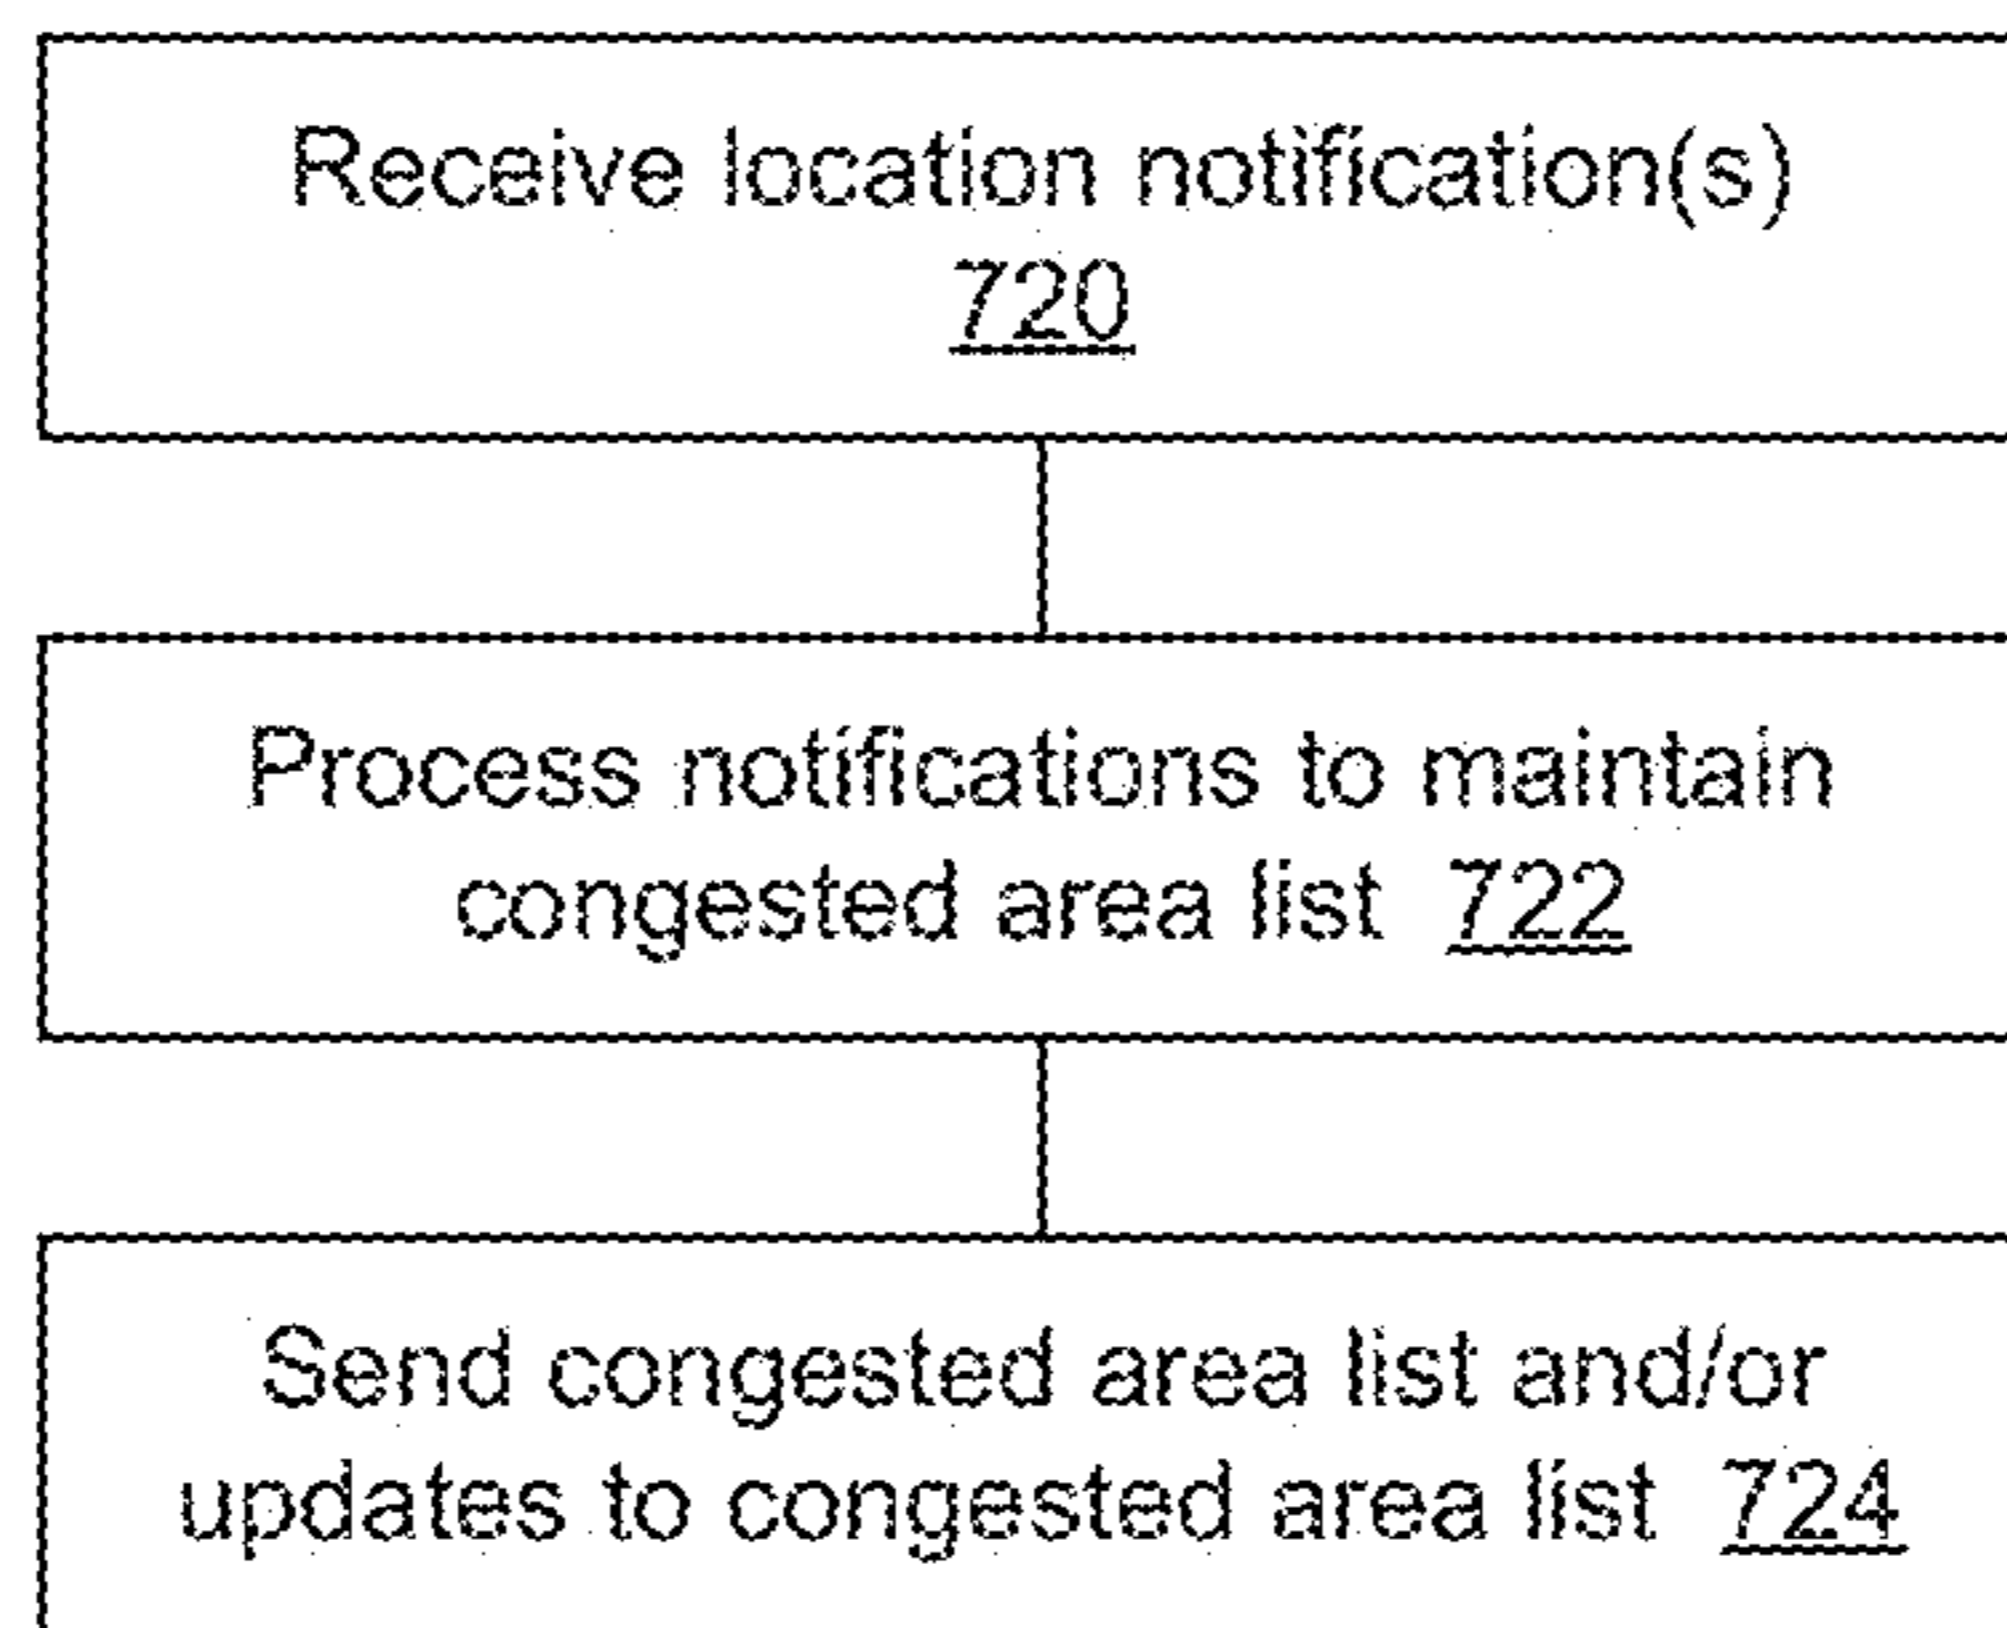 Receive location notification(s)
720
Process notifications to maintain
congested area list 722
Send congested area list and/or
updates to congested area list 724